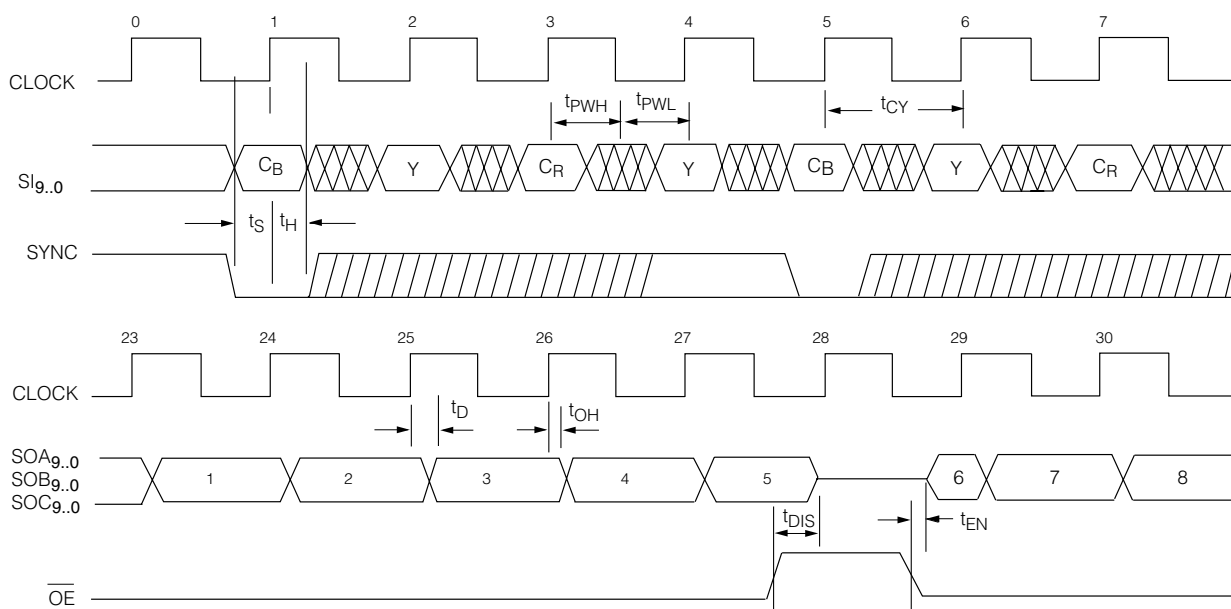 0 1 2 3 4 5 6 7
CLOCK
tPWH tPWL tCY
SI9..0 CB Y CR Y CB Y CR
tS tH
SYNC
23 24 25 26 27 28 29 30
CLOCK
tD tOH
SOA9..0
SOB9..0 1 2 3 4 5 6 7 8
SOC9..0
tDIS tEN
OE